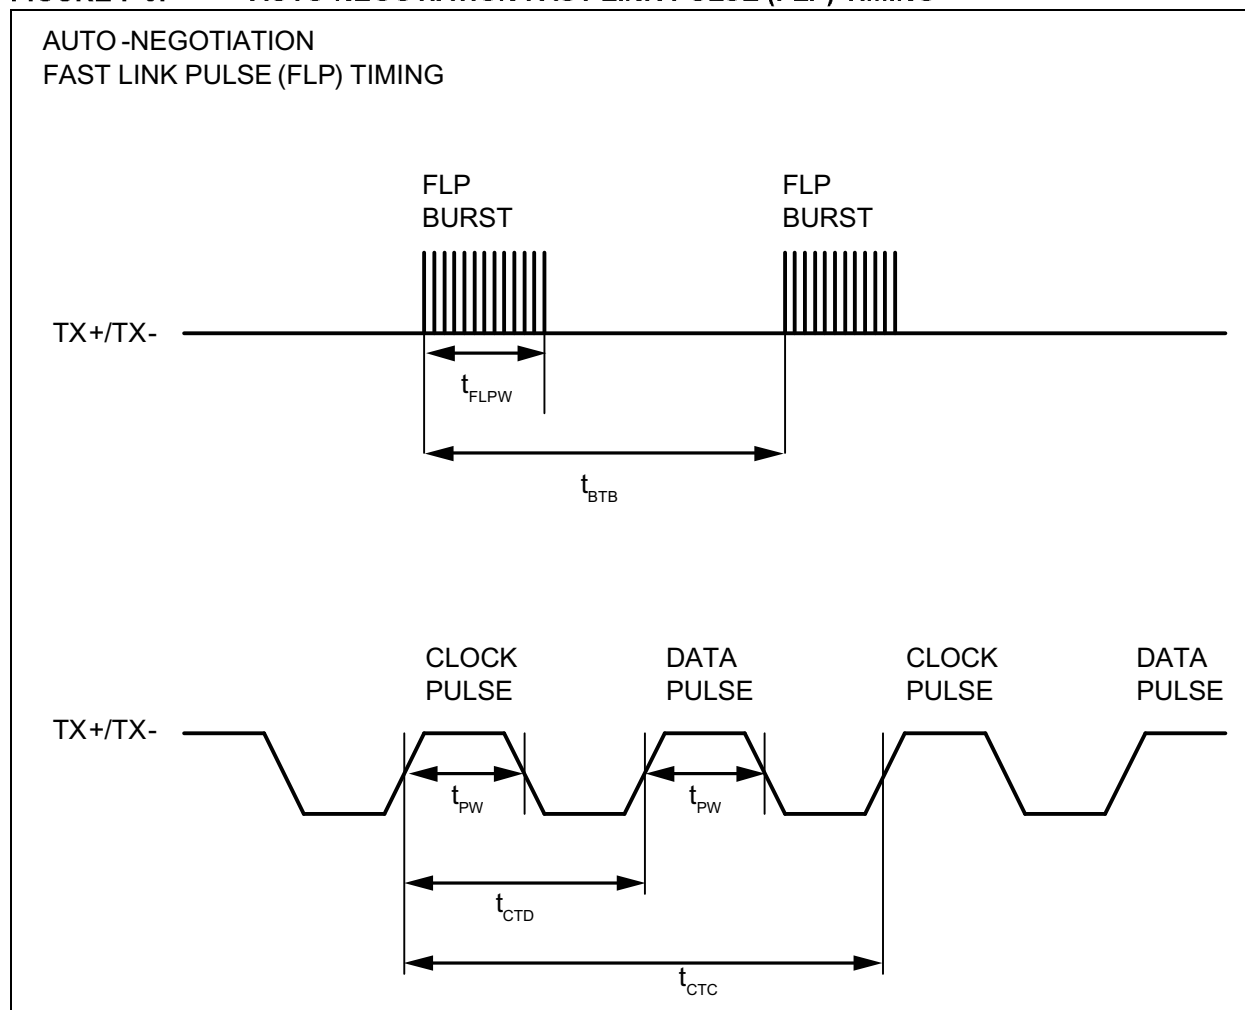 AUTO-NEGOTIATION
FAST LINK PULSE (FLP) TIMING
FLP
BURST
FLP
BURST
TX+/TX-
tFLPW
tBTB
CLOCK
PULSE
DATA
PULSE
CLOCK
PULSE
DATA
PULSE
TX+/TX-
tPW
tPW
tCTD
tCTC